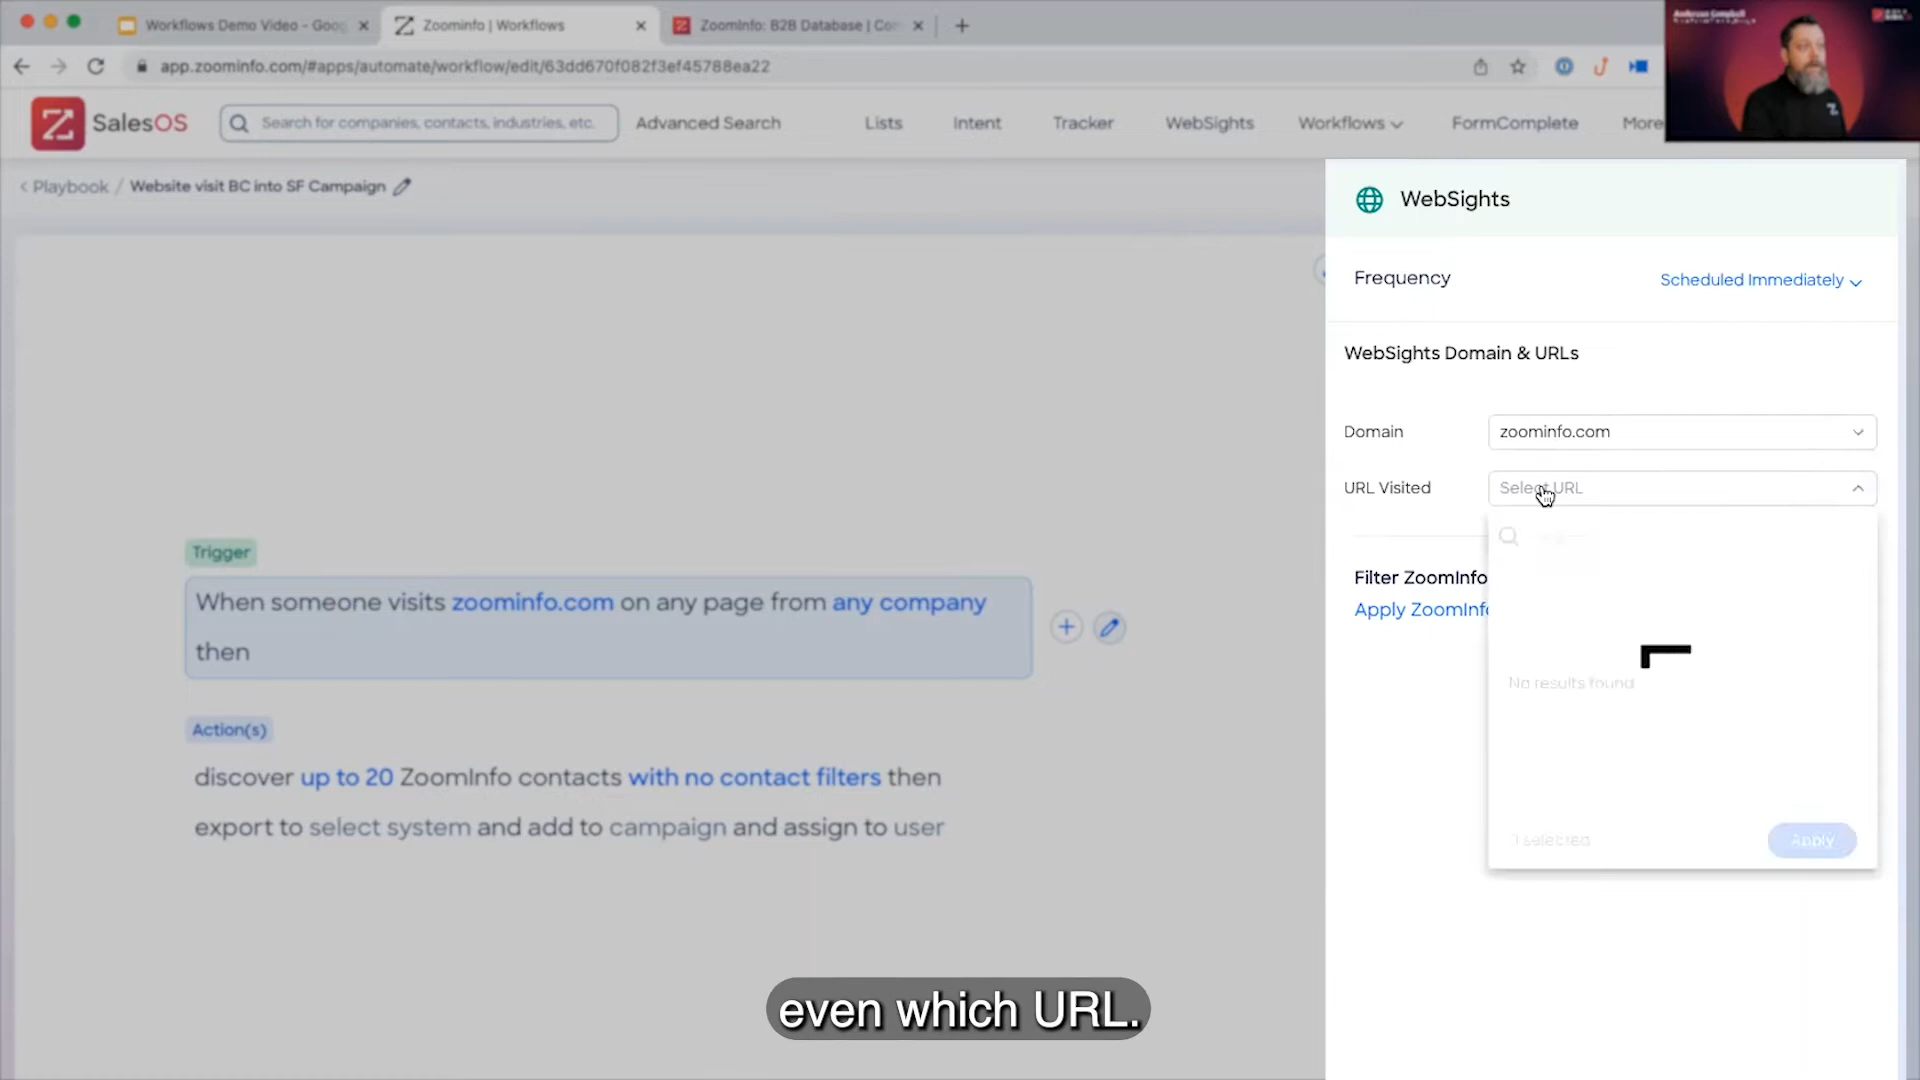 Workflows Demo Video - Goog
ZoomInfo | Workflows
ZoomInfo: B2B Database | Con
app.zoominfo.com/#apps/automate/workflow/edit/63dd670f082f3ef45788ea22
Anderson Campbell
SalesOS
Search for companies, contacts, industries, etc.
Advanced Search
Lists
Intent
Tracker
WebSights
Workflows
FormComplete
More
Playbook / Website visit BC into SF Campaign
WebSights
Frequency
Scheduled Immediately
WebSights Domain & URLs
Domain
zoominfo.com
URL Visited
Select URL
Filter ZoomInfo
Apply ZoomInfo
No results found
selected
Apply
Trigger
When someone visits zoominfo.com on any page from any company
then
Action(s)
discover up to 20 ZoomInfo contacts with no contact filters then
export to select system and add to campaign and assign to user
even which URL.